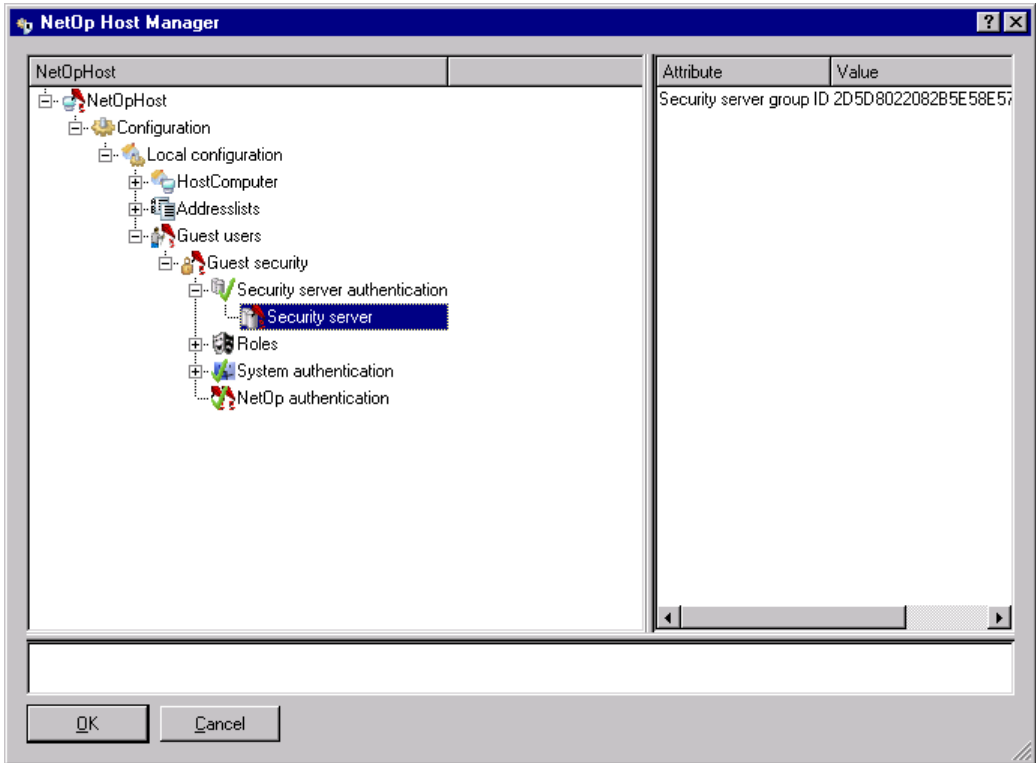 NetOp Host Manager
NetOpHost
Attribute Value
NetOpHost
Security server group ID 2D5D8022082B5E58E57
Configuration
Local configuration
HostComputer
Addresslists
Guest users
Guest security
Security server authentication
Security server
Roles
System authentication
NetOp authentication
OK Cancel